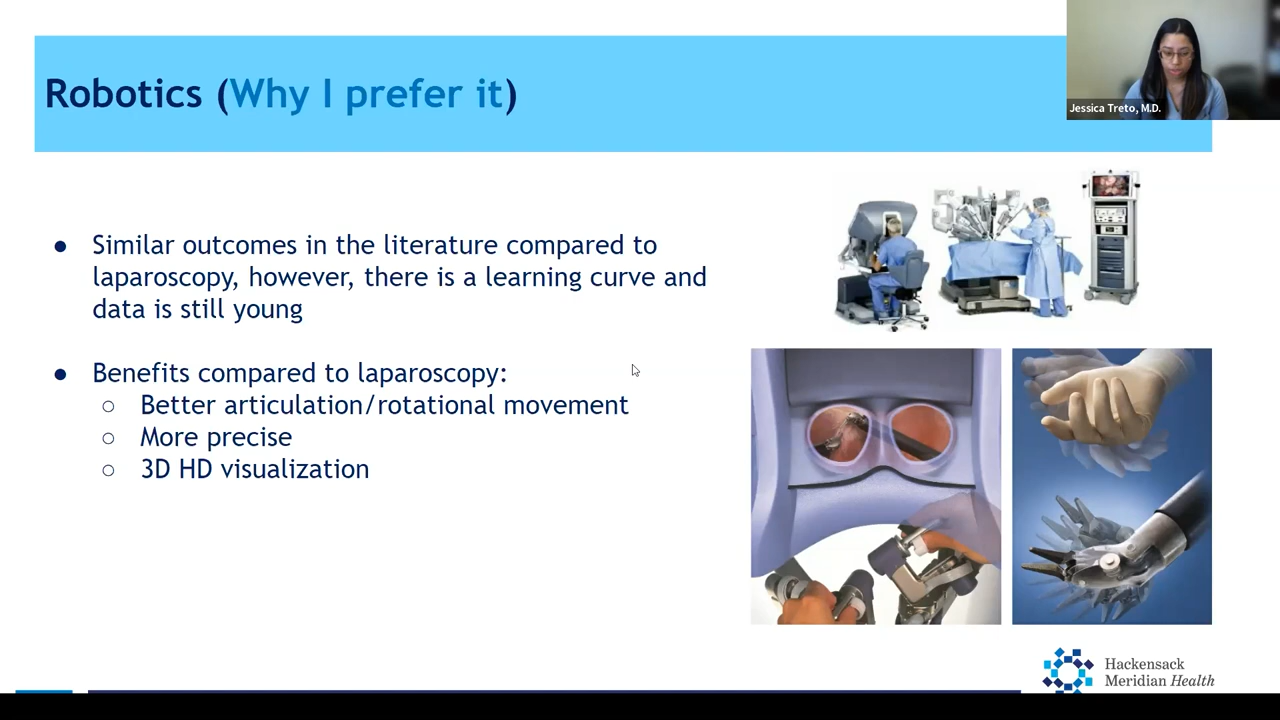 Robotics (Why I prefer it)
Jessica Treto, M.D.
● Similar outcomes in the literature compared to
laparoscopy, however, there is a learning curve and
data is still young
● Benefits compared to laparoscopy:
○ Better articulation/rotational movement
○ More precise
○ 3D HD visualization
Hackensack
Meridian Health